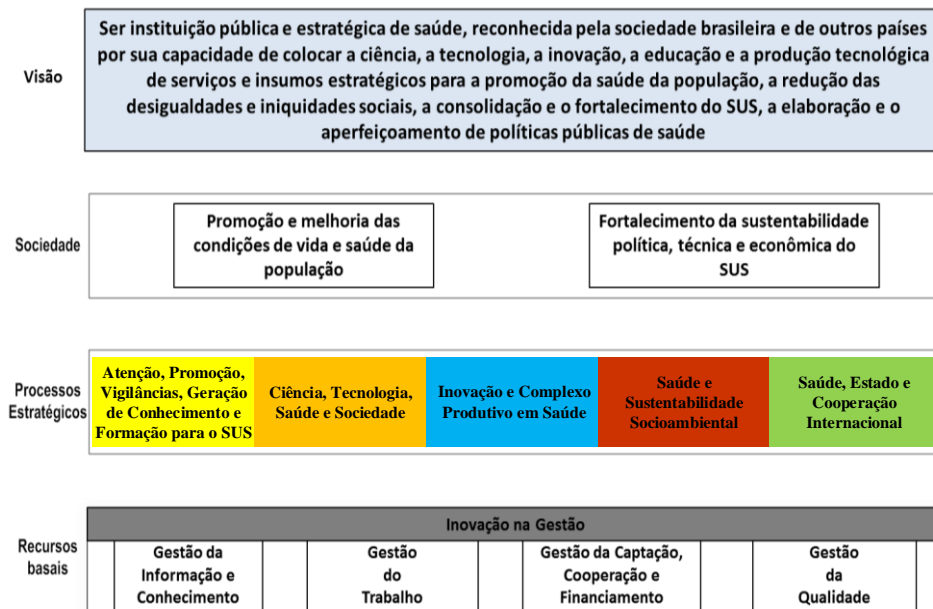 Visão
Ser instituição pública e estratégica de saúde, reconhecida pela sociedade brasileira e de outros países
por sua capacidade de colocar a ciência, a tecnologia, a inovação, a educação e a produção tecnológica
de serviços e insumos estratégicos para a promoção da saúde da população, a redução das
desigualdades e iniquidades sociais, a consolidação e o fortalecimento do SUS, a elaboração e o
aperfeiçoamento de políticas públicas de saúde
Sociedade
Promoção e melhoria das
condições de vida e saúde da
população
Fortalecimento da sustentabilidade
política, técnica e econômica do
SUS
Processos
Estratégicos
Atenção, Promoção,
Vigilâncias, Geração
de Conhecimento e
Formação para o SUS
Ciência, Tecnologia,
Saúde e Sociedade
Inovação e Complexo
Produtivo em Saúde
Saúde e
Sustentabilidade
Socioambiental
Saúde, Estado e
Cooperação
Internacional
Recursos
basais
Inovação na Gestão
Gestão da
Informação e
Conhecimento
Gestão
do
Trabalho
Gestão da Captação,
Cooperação e
Financiamento
Gestão
da
Qualidade